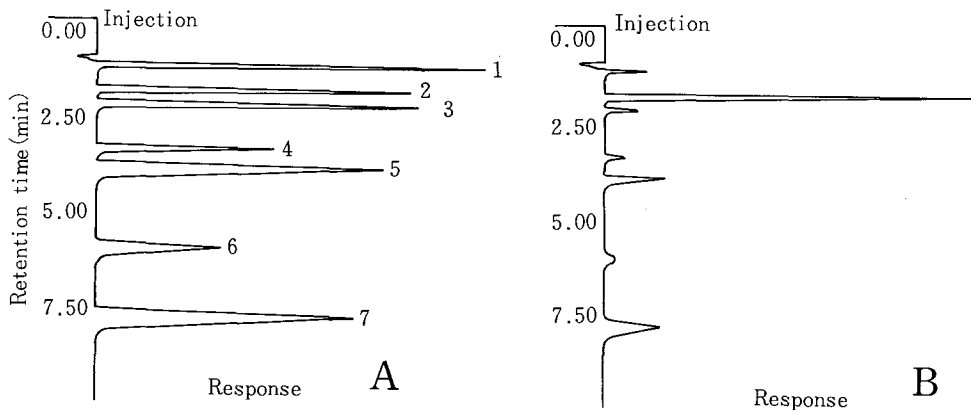 0.00
Injection
1
2
3
2.50
4
5
5.00
6
7.50
7
Retention time(min)
Response
A
0.00
Injection
2.50
5.00
7.50
Response
B